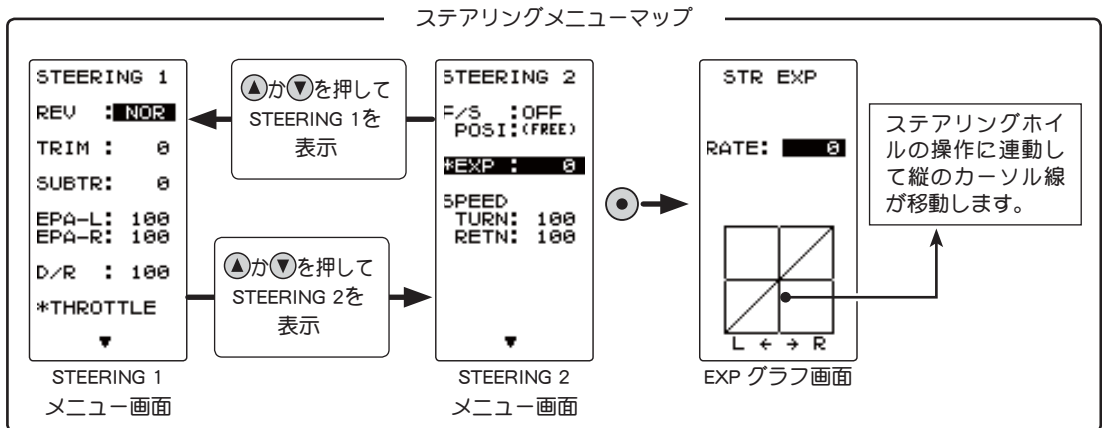 ステアリングメニューマップ
STEERING 1
REV : NOR
TRIM : 0
SUBTR: 0
EPA-L: 100
EPA-R: 100
D/R : 100
*THROTTLE
▼
STEERING 1
メニュー画面
▲か▼を押して
STEERING 1を
表示
▲か▼を押して
STEERING 2を
表示
STEERING 2
F/S :OFF
POSI:(FREE)
*EXP : 0
SPEED
TURN: 100
RETN: 100
▼
STEERING 2
メニュー画面
STR EXP
RATE: 0
L ← → R
EXP グラフ画面
ステアリングホイ
ルの操作に連動し
て縦のカーソル線
が移動します。